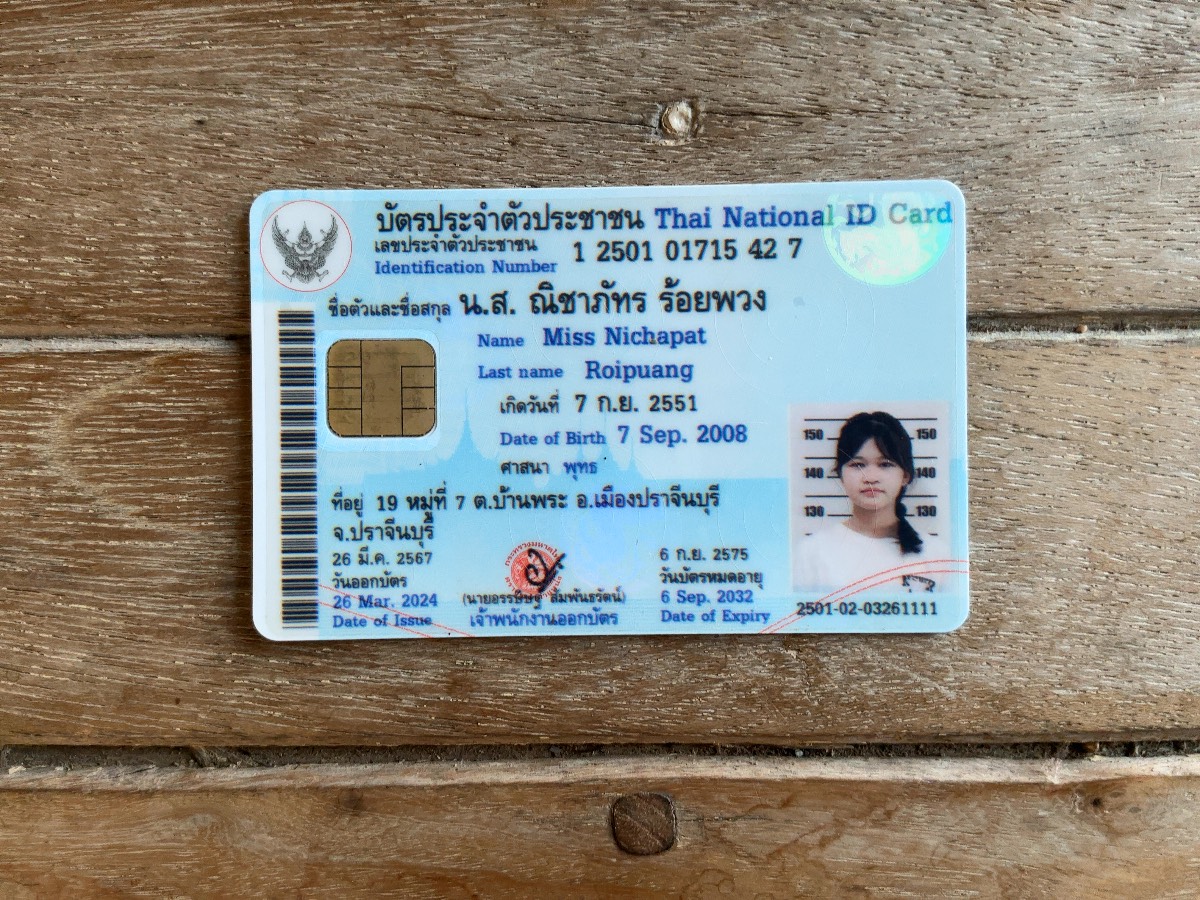 บัตรประจำตัวประชาชน Thai National ID Card
เลขประจำตัวประชาชน
Identification Number 1 2501 01715 42 7
ชื่อตัวและชื่อสกุล น.ส. ณิชาภัทร ร้อยพวง
Name Miss Nichapat
Last name Roipuang
เกิดวันที่ 7 ก.ย. 2551
Date of Birth 7 Sep. 2008
ศาสนา พุทธ
ที่อยู่ 19 หมู่ที่ 7 ต.บ้านพระ อ.เมืองปราจีนบุรี
จ.ปราจีนบุรี
26 มี.ค. 2567
วันออกบัตร
26 Mar. 2024
Date of Issue
สัมพันธรัตน์)
เจ้าพนักงานออกบัตร
6 ก.ย. 2575
วันบัตรหมดอายุ
6 Sep. 2032
Date of Expiry
150 150
140 140
130 130
2501-02-03261111